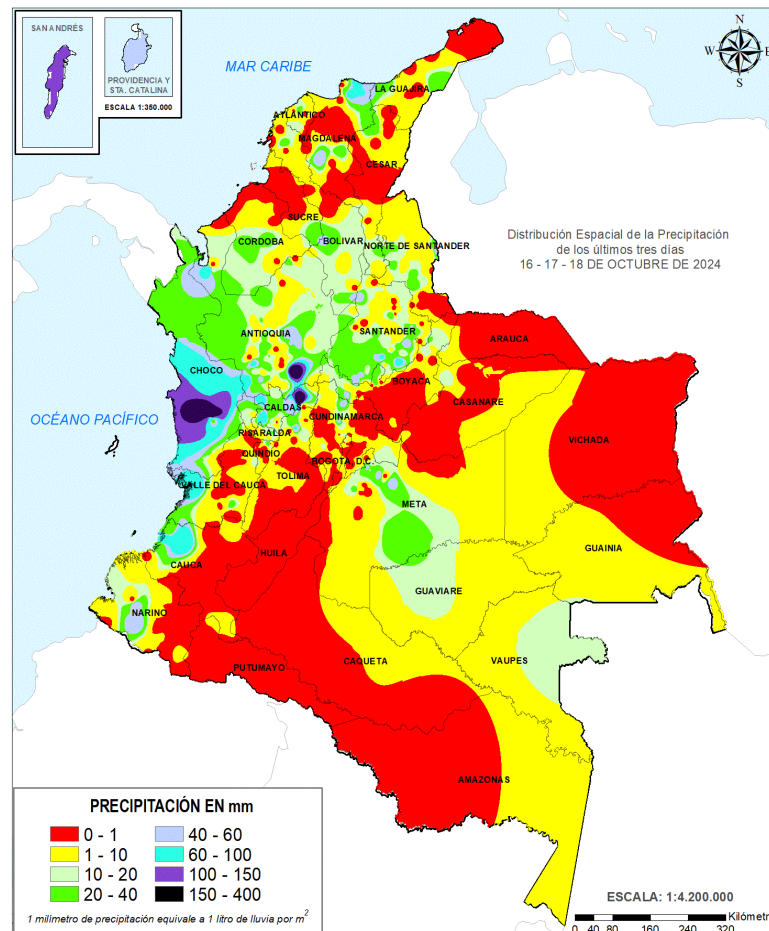 SAN ANDRÉS
PROVIDENCIA Y
STA. CATALINA
ESCALA 1:350.000
MAR CARIBE
N
W
E
S
LA GUAJIRA
ATLÁNTICO
MAGDALENA
CESAR
SUCRE
CORDOBA
BOLIVAR
NORTE DE SANTANDER
Distribución Espacial de la Precipitación
de los últimos tres días
16 - 17 - 18 DE OCTUBRE DE 2024
ANTIOQUIA
SANTANDER
ARAUCA
CHOCO
BOYACA
CASANARE
CALDAS
CUNDINAMARCA
OCÉANO PACÍFICO
RISARALDA
VICHADA
QUINDIO
BOGOTA, D.C.
TOLIMA
VALLE DEL CAUCA
META
GUAINIA
HUILA
CAUCA
GUAVIARE
NARIÑO
CAQUETA
VAUPES
PUTUMAYO
AMAZONAS
PRECIPITACIÓN EN mm
0 - 1
40 - 60
1 - 10
60 - 100
10 - 20
100 - 150
20 - 40
150 - 400
1 milímetro de precipitación equivale a 1 litro de lluvia por m2
ESCALA: 1:4.200.000
Kilóm
0 40 80 160 240 320